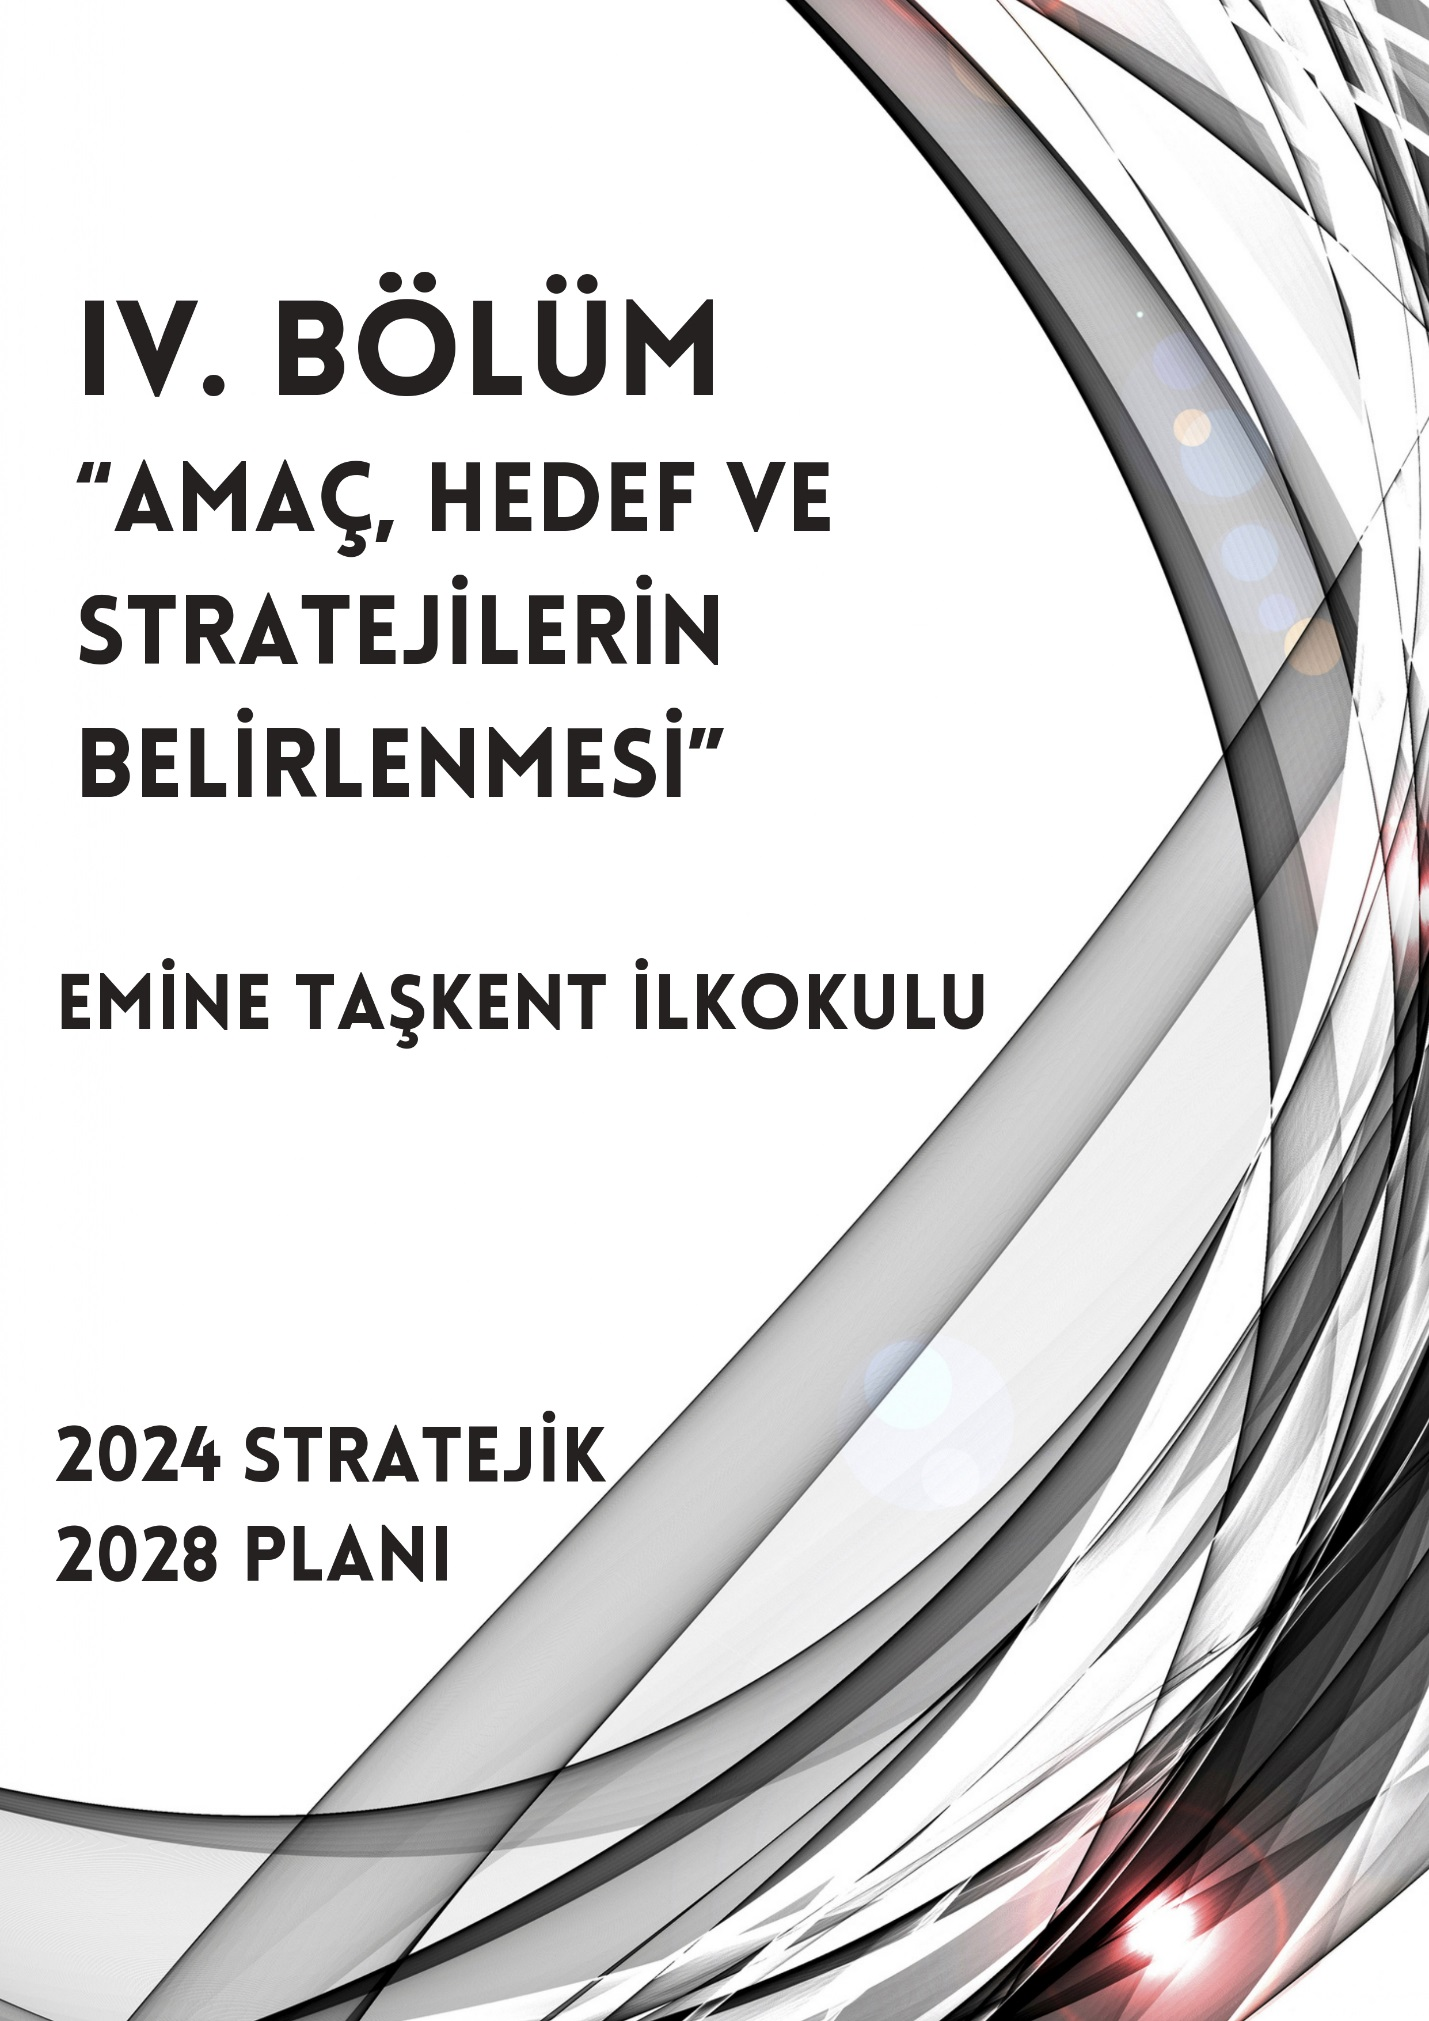 IV. BÖLÜM
“AMAÇ, HEDEF VE
STRATEJİLERİN
BELİRLENMESİ”
EMİNE TAŞKENT İLKOKULU
2024 STRATEJİK
2028 PLANI